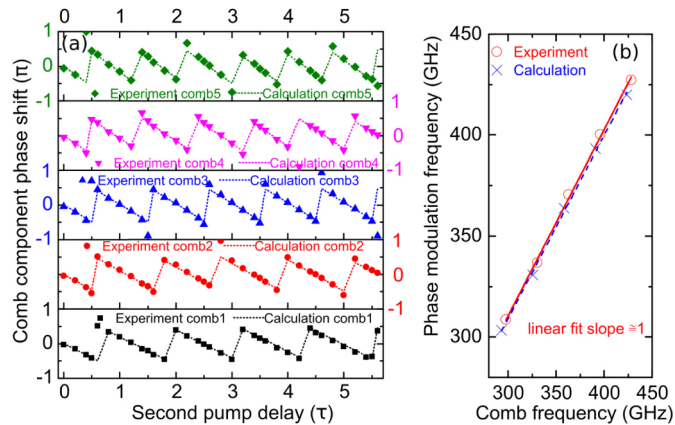 0 1 2 3 4 5
(a)
1
0
-1
Experiment comb5 Calculation comb5
1
0
-1
Experiment comb4 Calculation comb4
1
0
-1
Experiment comb3 Calculation comb3
1
0
-1
Experiment comb2 Calculation comb2
1
0
-1
Experiment comb1 Calculation comb1
0 1 2 3 4 5
Second pump delay (τ)
Comb component phase shift (π)
(b)
Experiment
Calculation
450
400
350
300
linear fit slope ≅1
300 350 400 450
Comb frequency (GHz)
Phase modulation frequency (GHz)